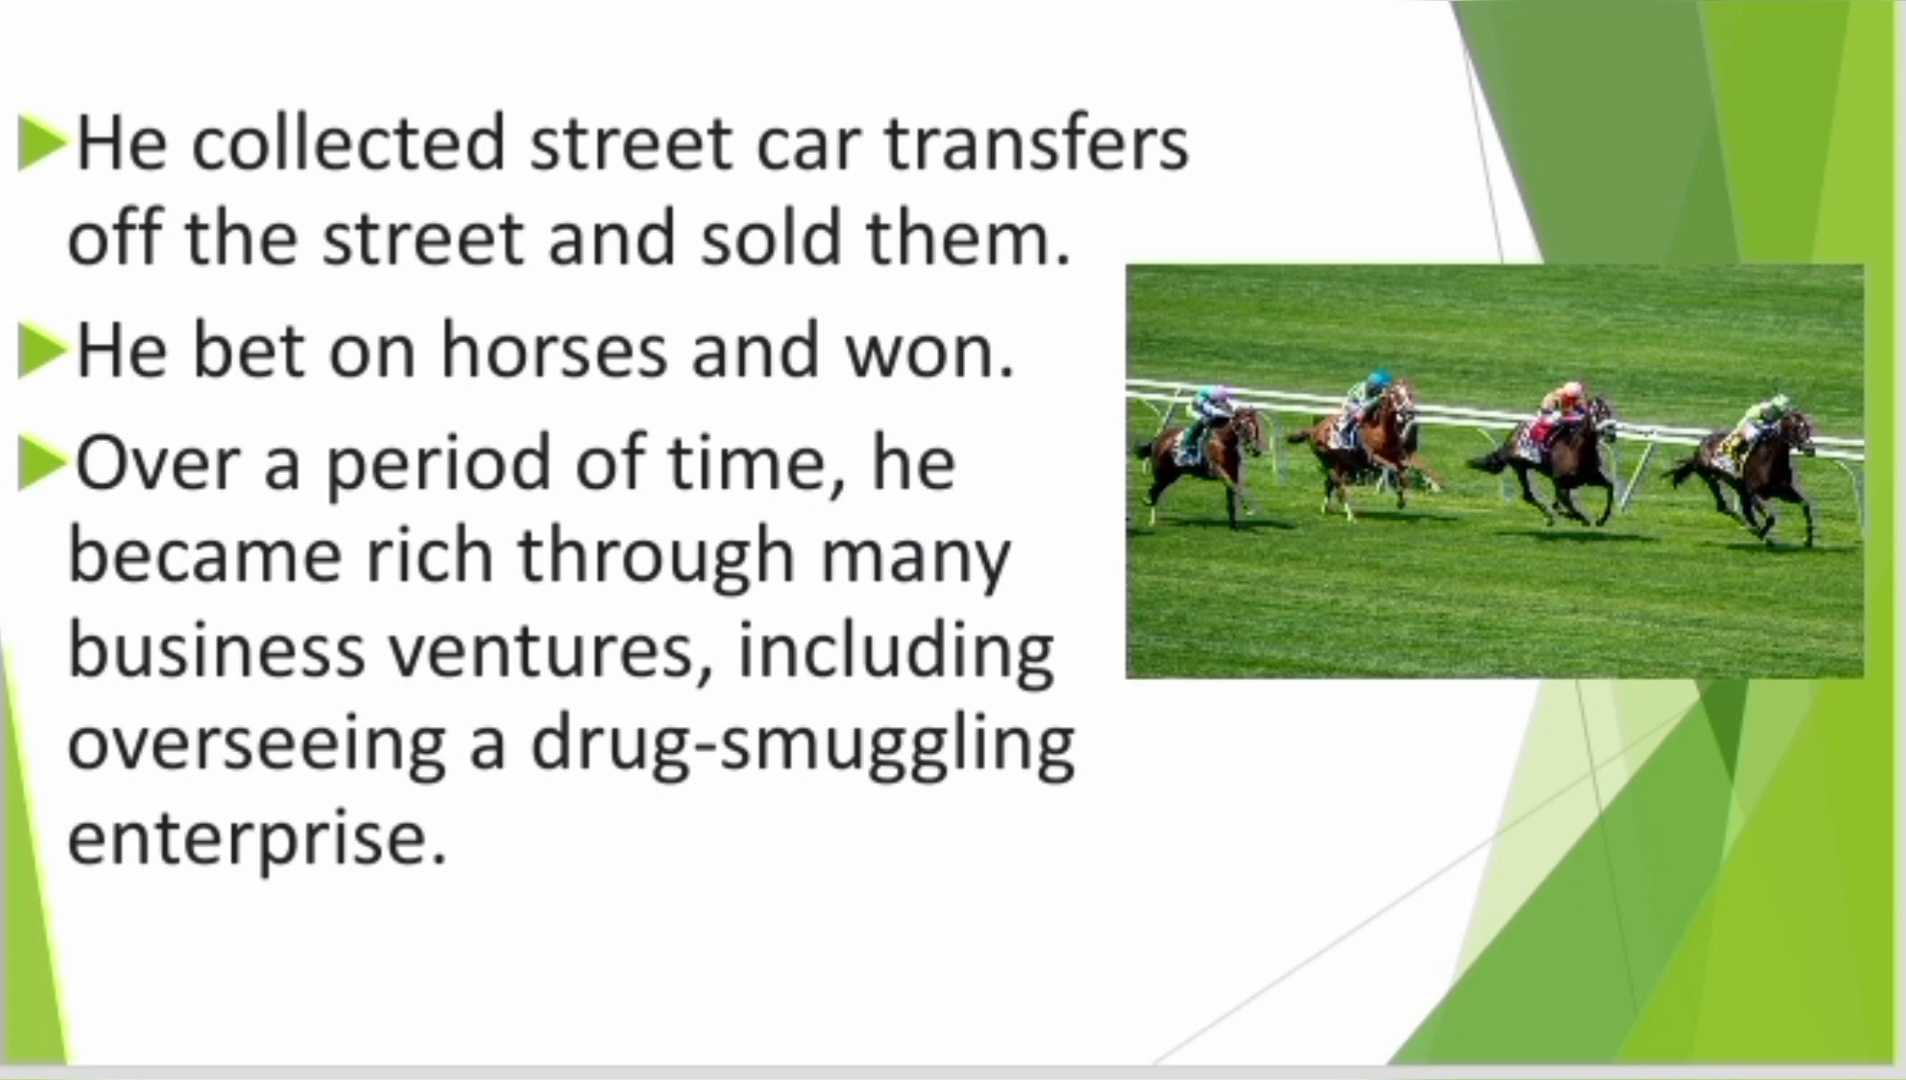 He collected street car transfers
off the street and sold them.
He bet on horses and won.
Over a period of time, he
became rich through many
business ventures, including
overseeing a drug-smuggling
enterprise.